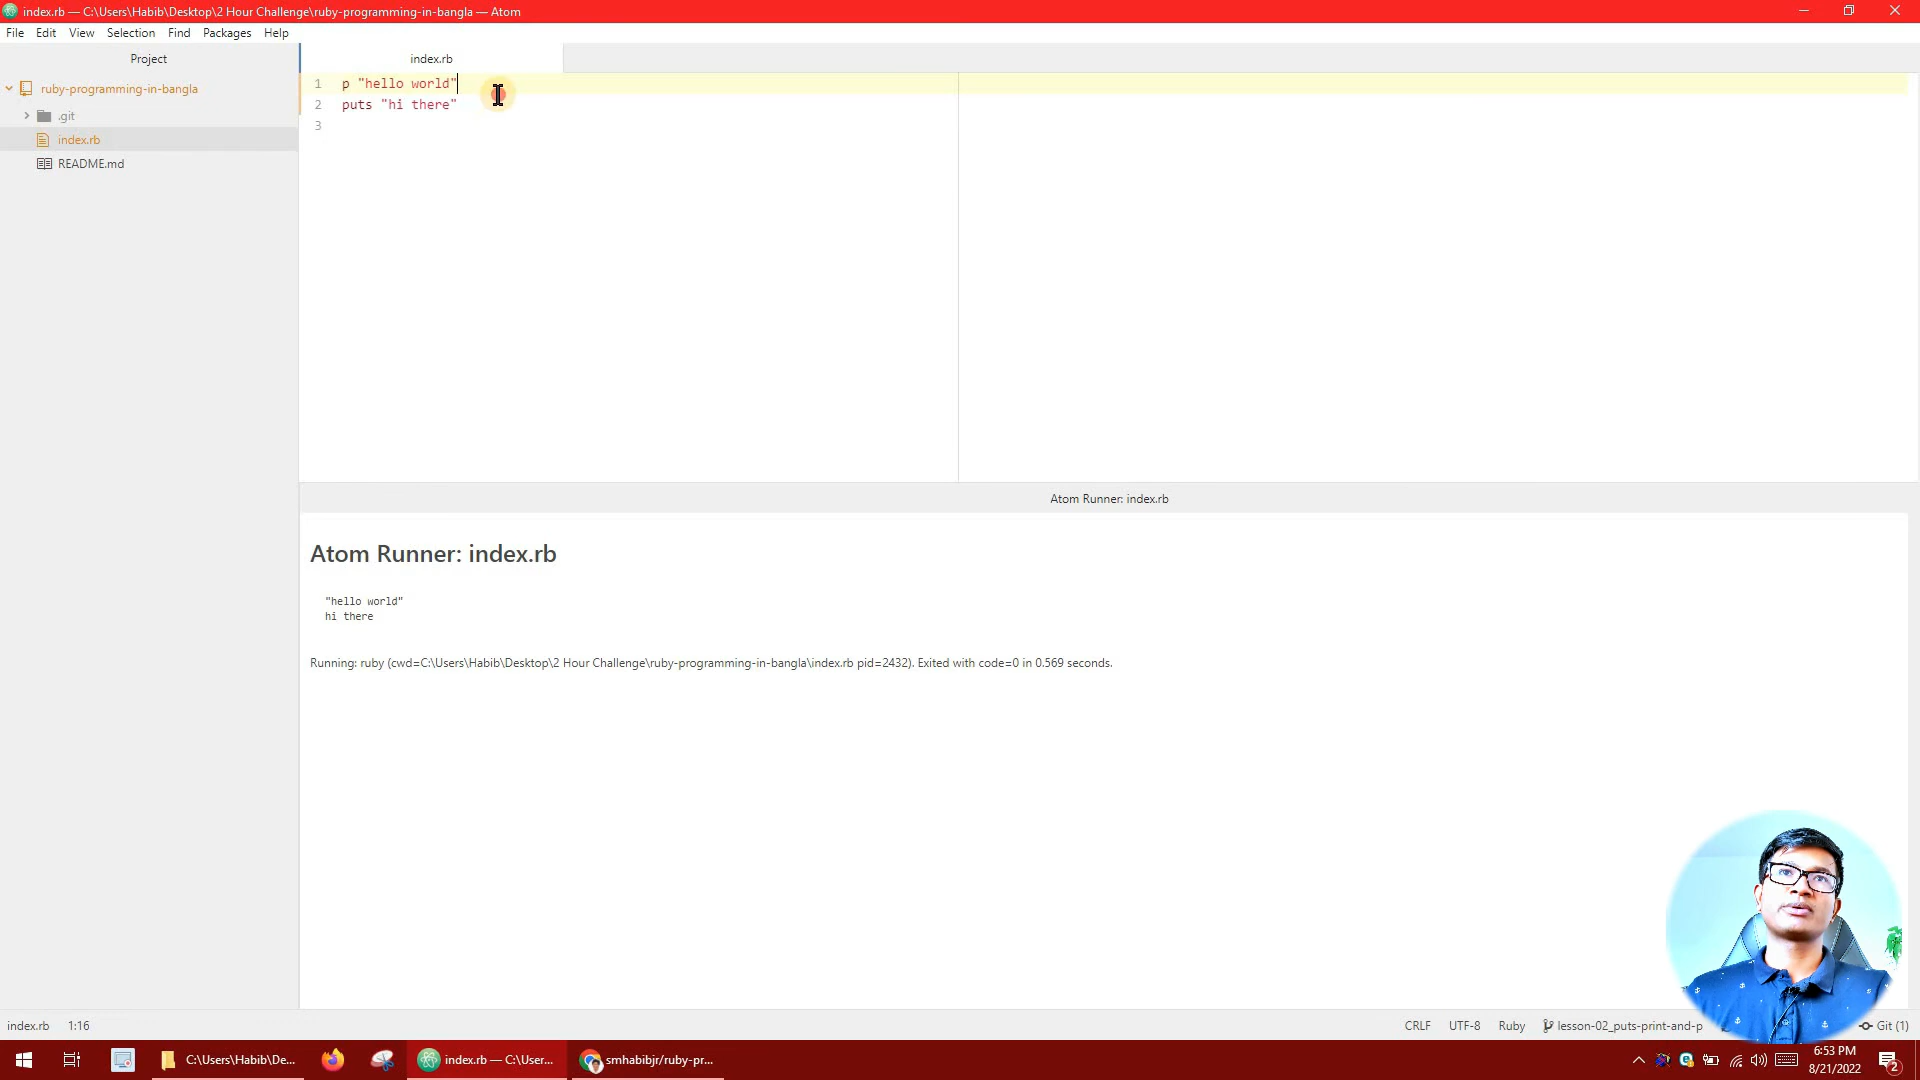 index.rb — C:\Users\Habib\Desktop\2 Hour Challenge\ruby-programming-in-bangla — Atom
File Edit View Selection Find Packages Help
Project
index.rb
ruby-programming-in-bangla
.git
index.rb
README.md
1 p "hello world"
2 puts "hi there"
3
Atom Runner: index.rb
Atom Runner: index.rb
"hello world"
hi there
Running: ruby (cwd=C:\Users\Habib\Desktop\2 Hour Challenge\ruby-programming-in-bangla\index.rb pid=2432). Exited with code=0 in 0.569 seconds.
index.rb 1:16
CRLF UTF-8 Ruby lesson-02_puts-print-and-p Git (1)
C:\Users\Habib\De...
index.rb — C:\User...
smhabibjr/ruby-pr...
6:53 PM
8/21/2022
2